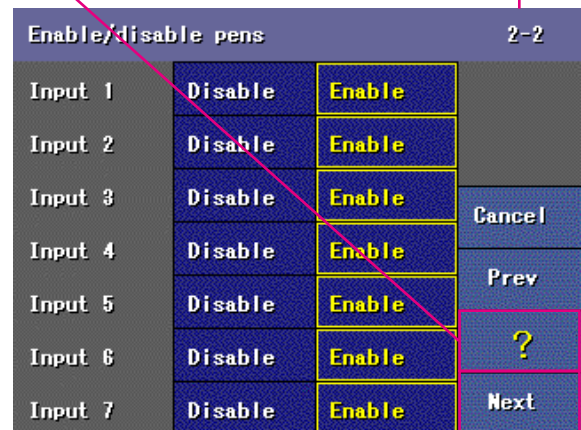 Enable/disable pens 2-2
Input 1 Disable Enable
Input 2 Disable Enable
Input 3 Disable Enable
Cancel
Input 4 Disable Enable
Prev
Input 5 Disable Enable
?
Input 6 Disable Enable
Next
Input 7 Disable Enable